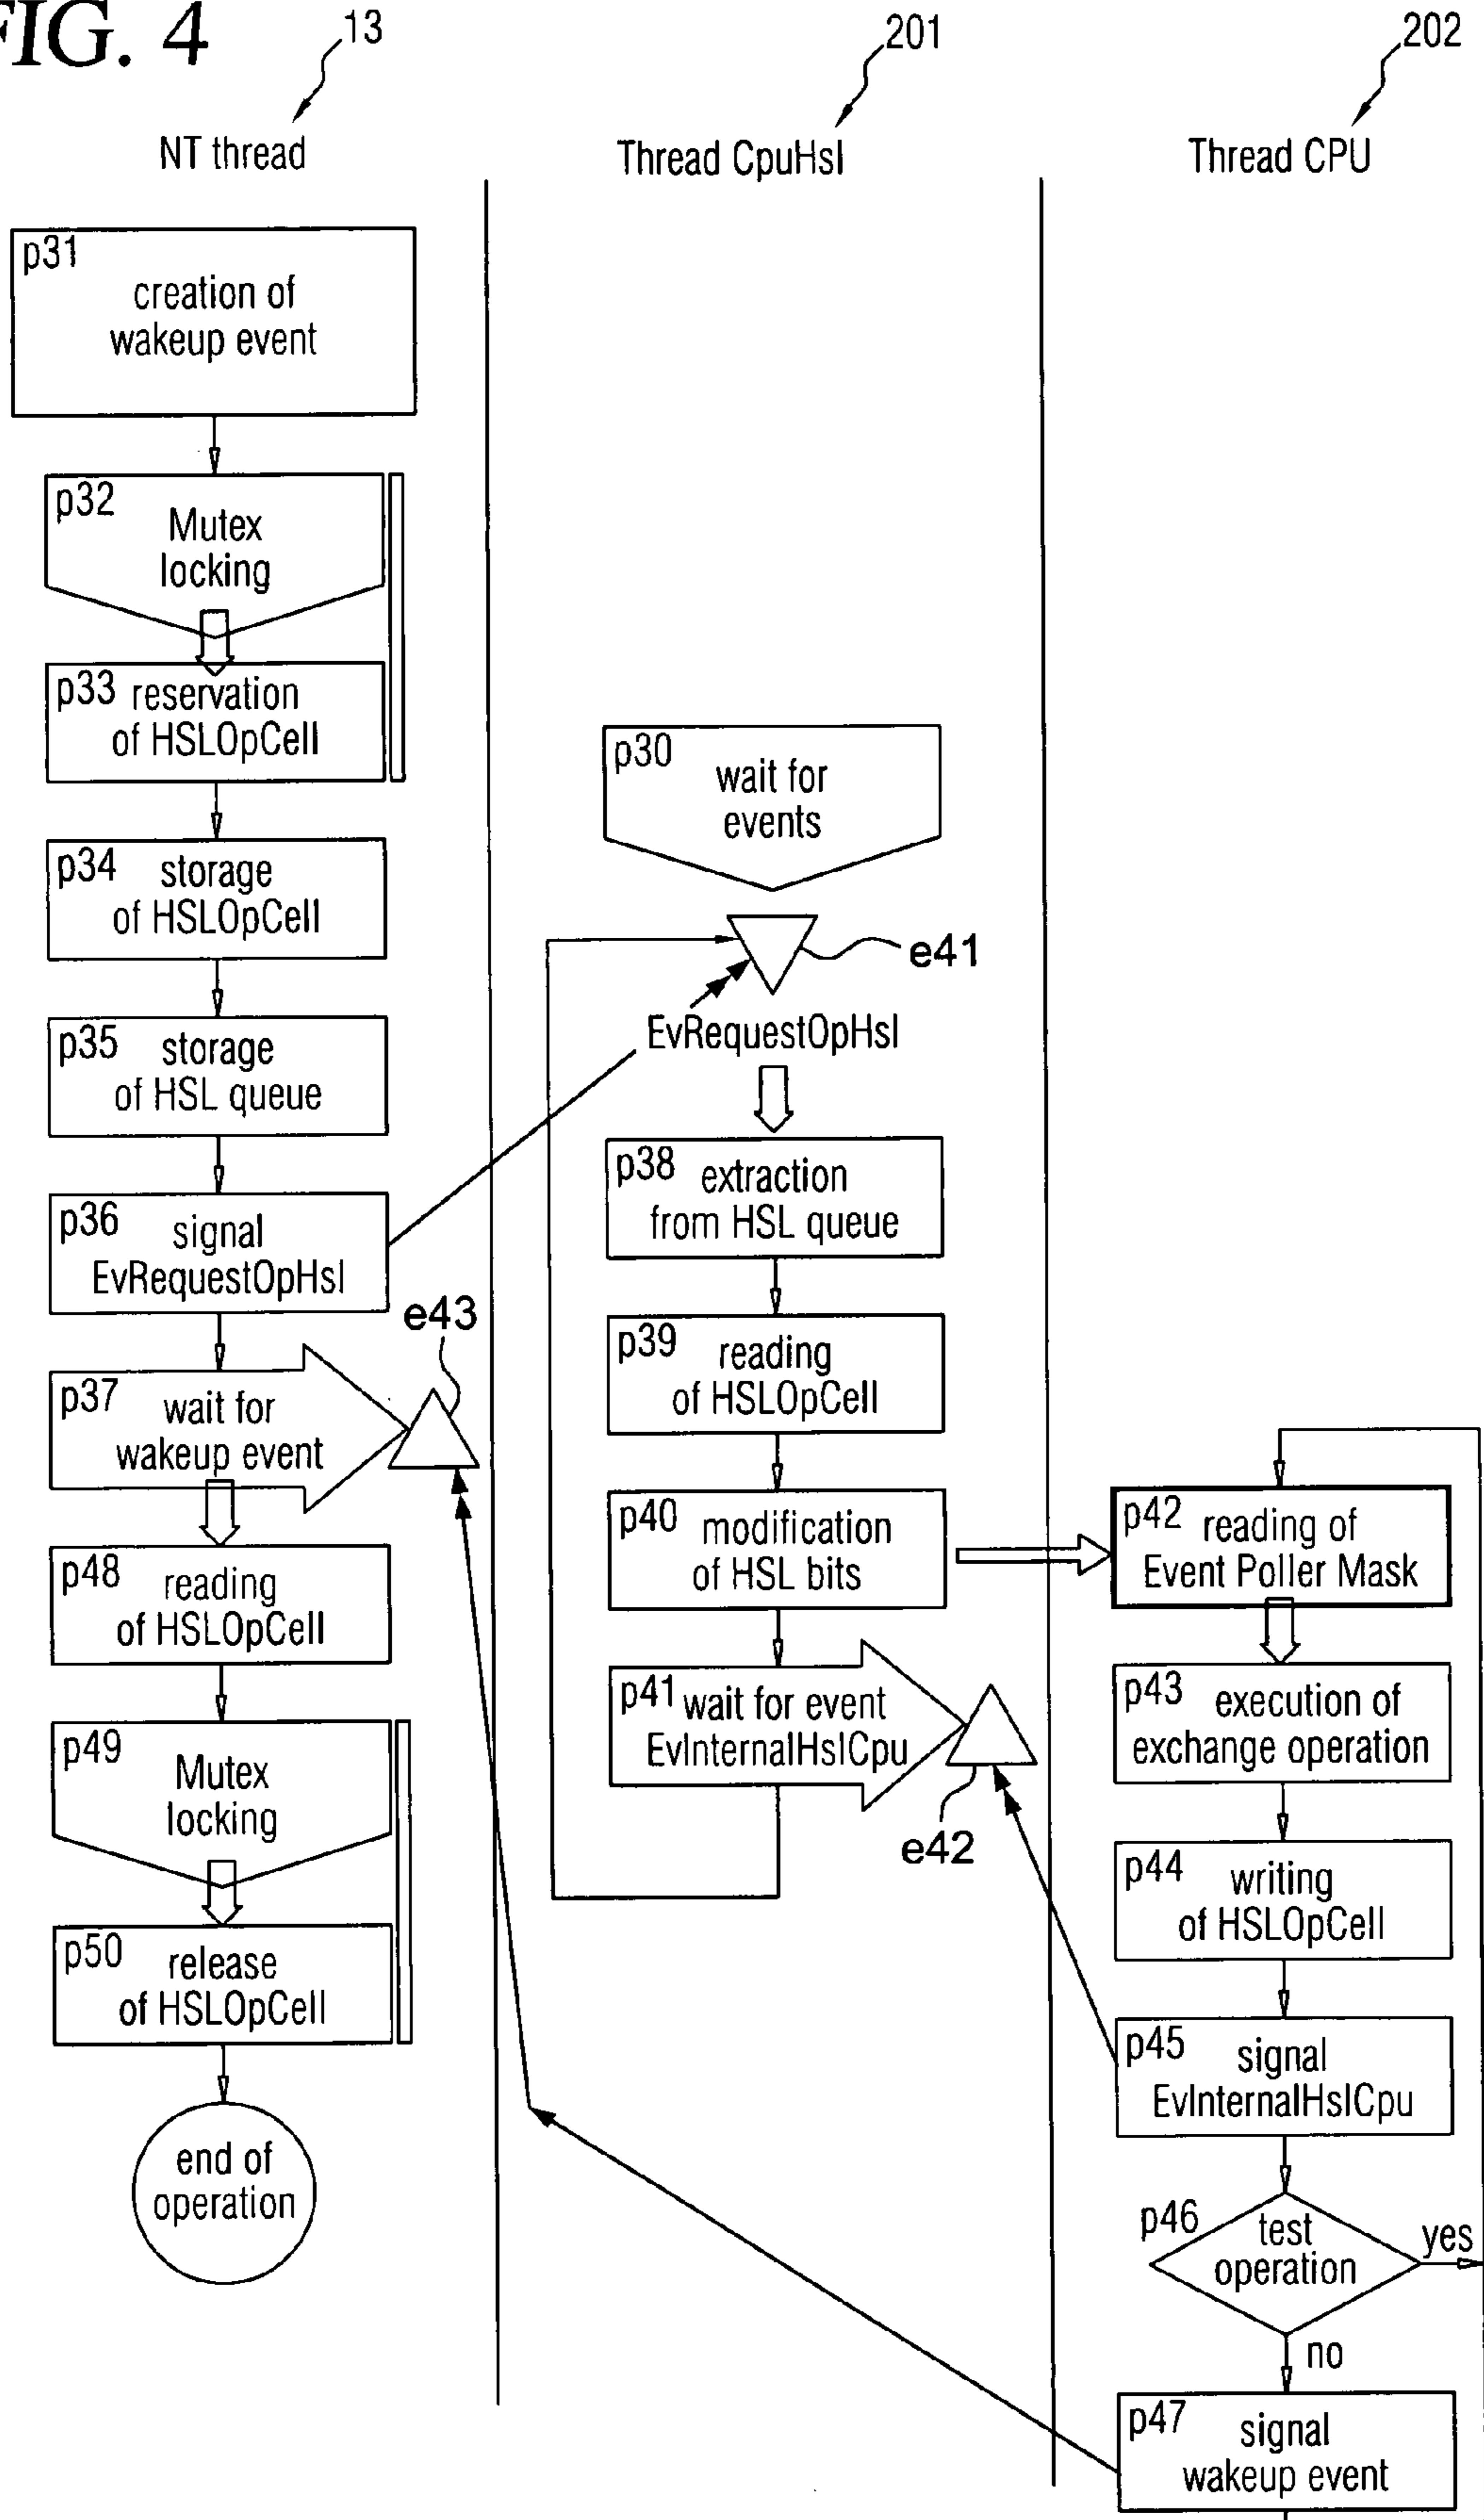 FIG. 4
13
201
202
NT thread
Thread CpuHsl
Thread CPU
p31
creation of
wakeup event
p32
Mutex
locking
p33 reservation
of HSLOpCell
p34 storage
of HSLOpCell
p35 storage
of HSL queue
p36 signal
EvRequestOpHsl
e43
p37 wait for
wakeup event
p48 reading
of HSLOpCell
p49
Mutex
locking
p50 release
of HSLOpCell
end of
operation
p30
wait for
events
e41
EvRequestOpHsl
p38 extraction
from HSL queue
p39 reading
of HSLOpCell
p40 modification
of HSL bits
p41 wait for event
EvInternalHslCpu
e42
p42 reading of
Event Poller Mask
p43 execution of
exchange operation
p44 writing
of HSLOpCell
p45 signal
EvInternalHslCpu
p46
test
operation
yes
no
p47 signal
wakeup event